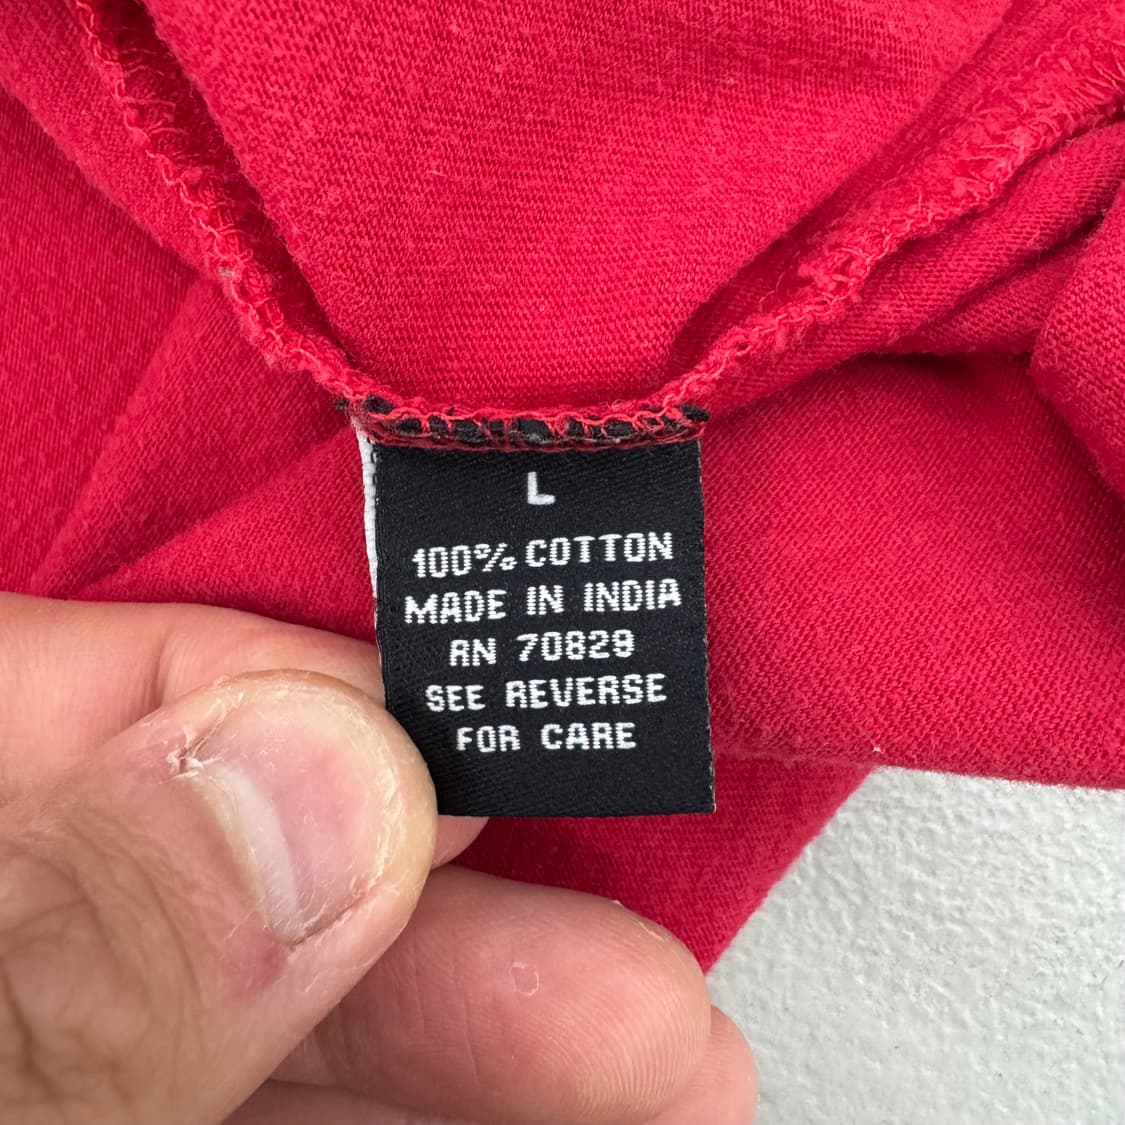 L
100% COTTON
MADE IN INDIA
RN 70829
SEE REVERSE
FOR CARE